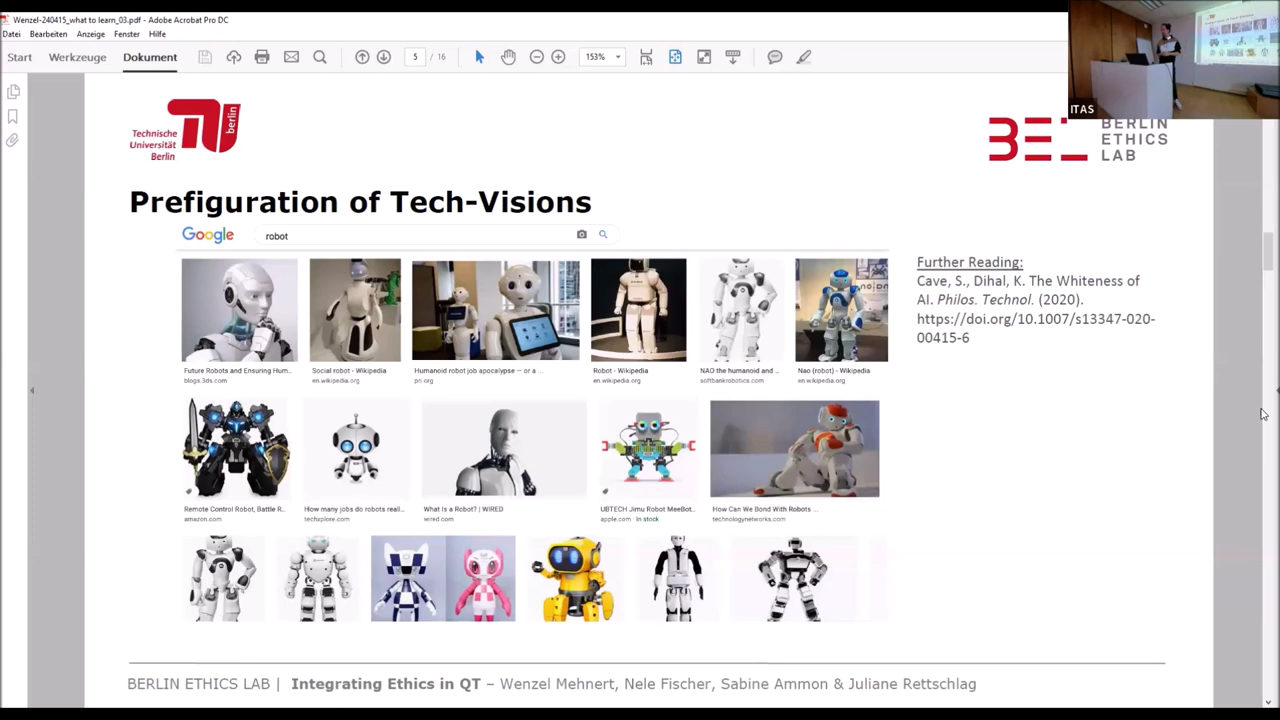 Wenzel-240415_what to learn_03.pdf - Adobe Acrobat Pro DC
Datei Bearbeiten Anzeige Fenster Hilfe
Start Werkzeuge Dokument 5 / 16 153%
ITAS
Technische
Universität
Berlin
berlin
BEL BERLIN
ETHICS
LAB
Prefiguration of Tech-Visions
Google robot
Further Reading:
Cave, S., Dihal, K. The Whiteness of
AI. Philos. Technol. (2020).
https://doi.org/10.1007/s13347-020-
00415-6
Future Robots and Ensuring Hum... Social robot - Wikipedia Humanoid robot job apocalypse — or a ... Robot - Wikipedia NAO the humanoid and ... Nao (robot) - Wikipedia
blogs.3ds.com en.wikipedia.org pri.org en.wikipedia.org softbankrobotics.com en.wikipedia.org
Remote Control Robot, Battle R... How many jobs do robots reall... What Is a Robot? | WIRED UBTECH Jimu Robot MeeBot... How Can We Bond With Robots ...
amazon.com techxplore.com wired.com apple.com · In stock technologynetworks.com
BERLIN ETHICS LAB | Integrating Ethics in QT – Wenzel Mehnert, Nele Fischer, Sabine Ammon & Juliane Rettschlag